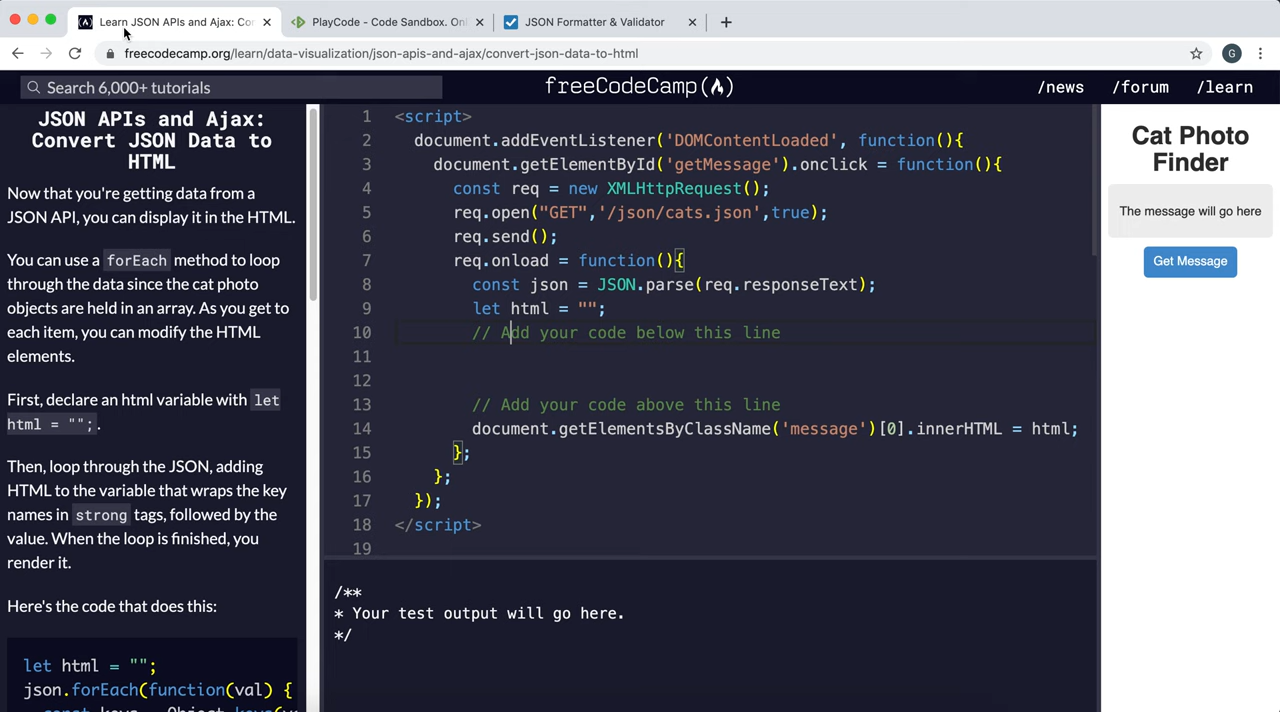 Learn JSON APIs and Ajax: Co
PlayCode - Code Sandbox. Onl
JSON Formatter & Validator
freecodecamp.org/learn/data-visualization/json-apis-and-ajax/convert-json-data-to-html
G
Search 6,000+ tutorials
freeCodeCamp
/news
/forum
/learn
JSON APIs and Ajax:
Convert JSON Data to
HTML
Now that you're getting data from a
JSON API, you can display it in the HTML.
You can use a forEach method to loop
through the data since the cat photo
objects are held in an array. As you get to
each item, you can modify the HTML
elements.
First, declare an html variable with let
html = "";.
Then, loop through the JSON, adding
HTML to the variable that wraps the key
names in strong tags, followed by the
value. When the loop is finished, you
render it.
Here's the code that does this:
let html = "";
json.forEach(function(val) {
1 <script>
2 document.addEventListener('DOMContentLoaded', function(){
3 document.getElementById('getMessage').onclick = function(){
4 const req = new XMLHttpRequest();
5 req.open("GET",'/json/cats.json',true);
6 req.send();
7 req.onload = function(){
8 const json = JSON.parse(req.responseText);
9 let html = "";
10 // Add your code below this line
11
12
13 // Add your code above this line
14 document.getElementsByClassName('message')[0].innerHTML = html;
15 };
16 };
17 });
18 </script>
19
/**
* Your test output will go here.
*/
Cat Photo
Finder
The message will go here
Get Message